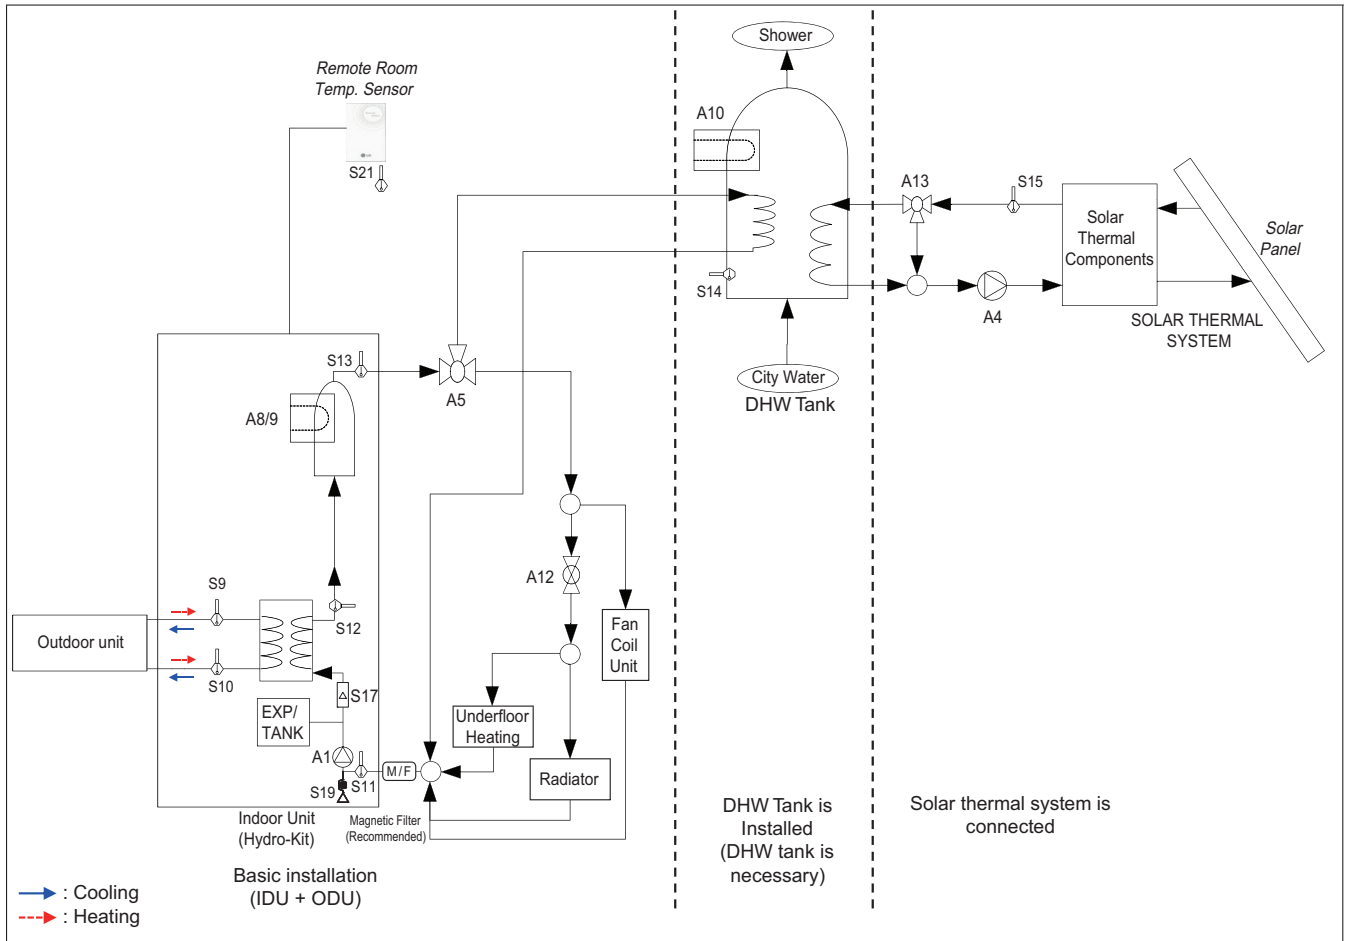 Shower
Remote Room
Temp. Sensor
A10
S21
A13
S15
Solar
Thermal
Components
Solar
Panel
S14
A4
SOLAR THERMAL
SYSTEM
S13
A5
City Water
DHW Tank
A8/9
A12
S9
S12
Outdoor unit
Fan
Coil
Unit
S10
S17
EXP/
TANK
Underfloor
Heating
A1
S11
M/F
S19
Radiator
Indoor Unit
(Hydro-Kit)
Magnetic Filter
(Recommended)
DHW Tank is
Installed
(DHW tank is
necessary)
Solar thermal system is
connected
Basic installation
(IDU + ODU)
: Cooling
: Heating